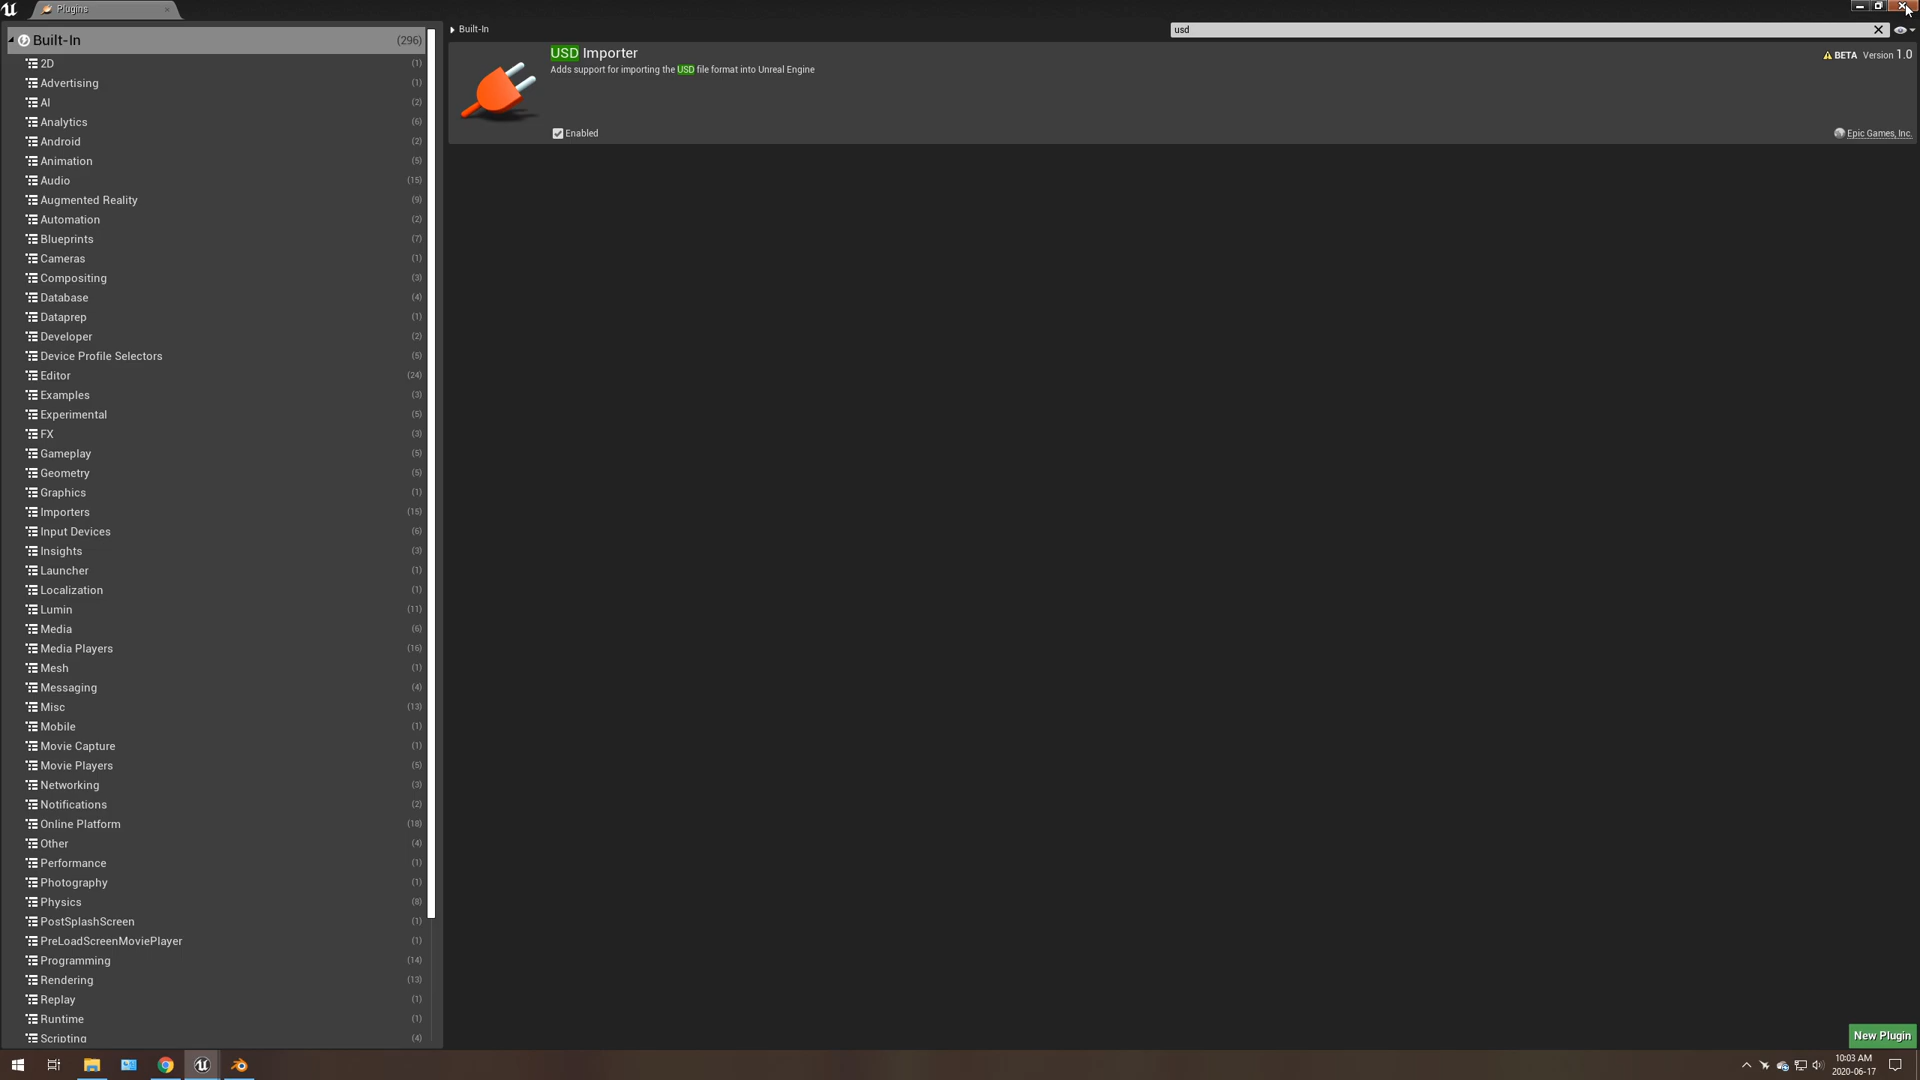 Plugins
Built-In (296)
2D (1)
Advertising (1)
AI (2)
Analytics (6)
Android (2)
Animation (5)
Audio (15)
Augmented Reality (9)
Automation (2)
Blueprints (7)
Cameras (1)
Compositing (3)
Database (4)
Dataprep (1)
Developer (2)
Device Profile Selectors (5)
Editor (24)
Examples (3)
Experimental (5)
FX (3)
Gameplay (5)
Geometry (5)
Graphics (1)
Importers (15)
Input Devices (6)
Insights (3)
Launcher (1)
Localization (1)
Lumin (11)
Media (6)
Media Players (16)
Mesh (1)
Messaging (4)
Misc (13)
Mobile (1)
Movie Capture (1)
Movie Players (5)
Networking (3)
Notifications (2)
Online Platform (18)
Other (4)
Performance (1)
Photography (1)
Physics (8)
PostSplashScreen (1)
PreLoadScreenMoviePlayer (1)
Programming (14)
Rendering (13)
Replay (1)
Runtime (1)
Scripting (4)
Built-In
usd
USD Importer
BETA Version 1.0
Adds support for importing the USD file format into Unreal Engine
Enabled
Epic Games, Inc.
New Plugin
10:03 AM
2020-06-17